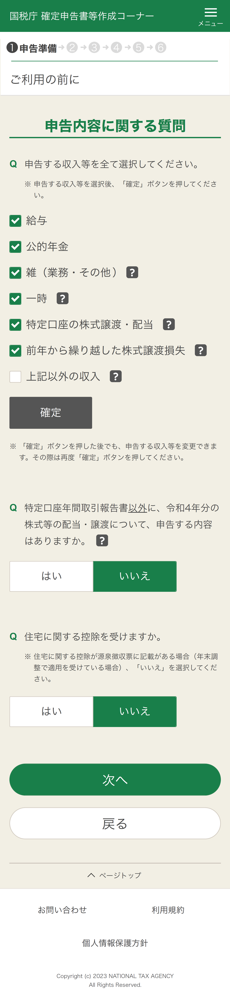 国税庁 確定申告書等作成コーナー
メニュー
1 申告準備 → 2 → 3 → 4 → 5 → 6
ご利用の前に
申告内容に関する質問
Q 申告する収入等を全て選択してください。
※ 申告する収入等を選択後、「確定」ボタンを押してくださ
い。
給与
公的年金
雑（業務・その他） ?
一時 ?
特定口座の株式譲渡・配当 ?
前年から繰り越した株式譲渡損失 ?
上記以外の収入 ?
確定
※ 「確定」ボタンを押した後でも、申告する収入等を変更できま
す。その際は再度「確定」ボタンを押してください。
Q 特定口座年間取引報告書以外に、令和4年分の
株式等の配当・譲渡について、申告する内容
はありますか。 ?
はい いいえ
Q 住宅に関する控除を受けますか。
※ 住宅に関する控除が源泉徴収票に記載がある場合（年末調
整で適用を受けている場合）、「いいえ」を選択してくだ
さい。
はい いいえ
次へ
戻る
ページトップ
お問い合わせ 利用規約
個人情報保護方針
Copyright (c) 2023 NATIONAL TAX AGENCY
All Rights Reserved.